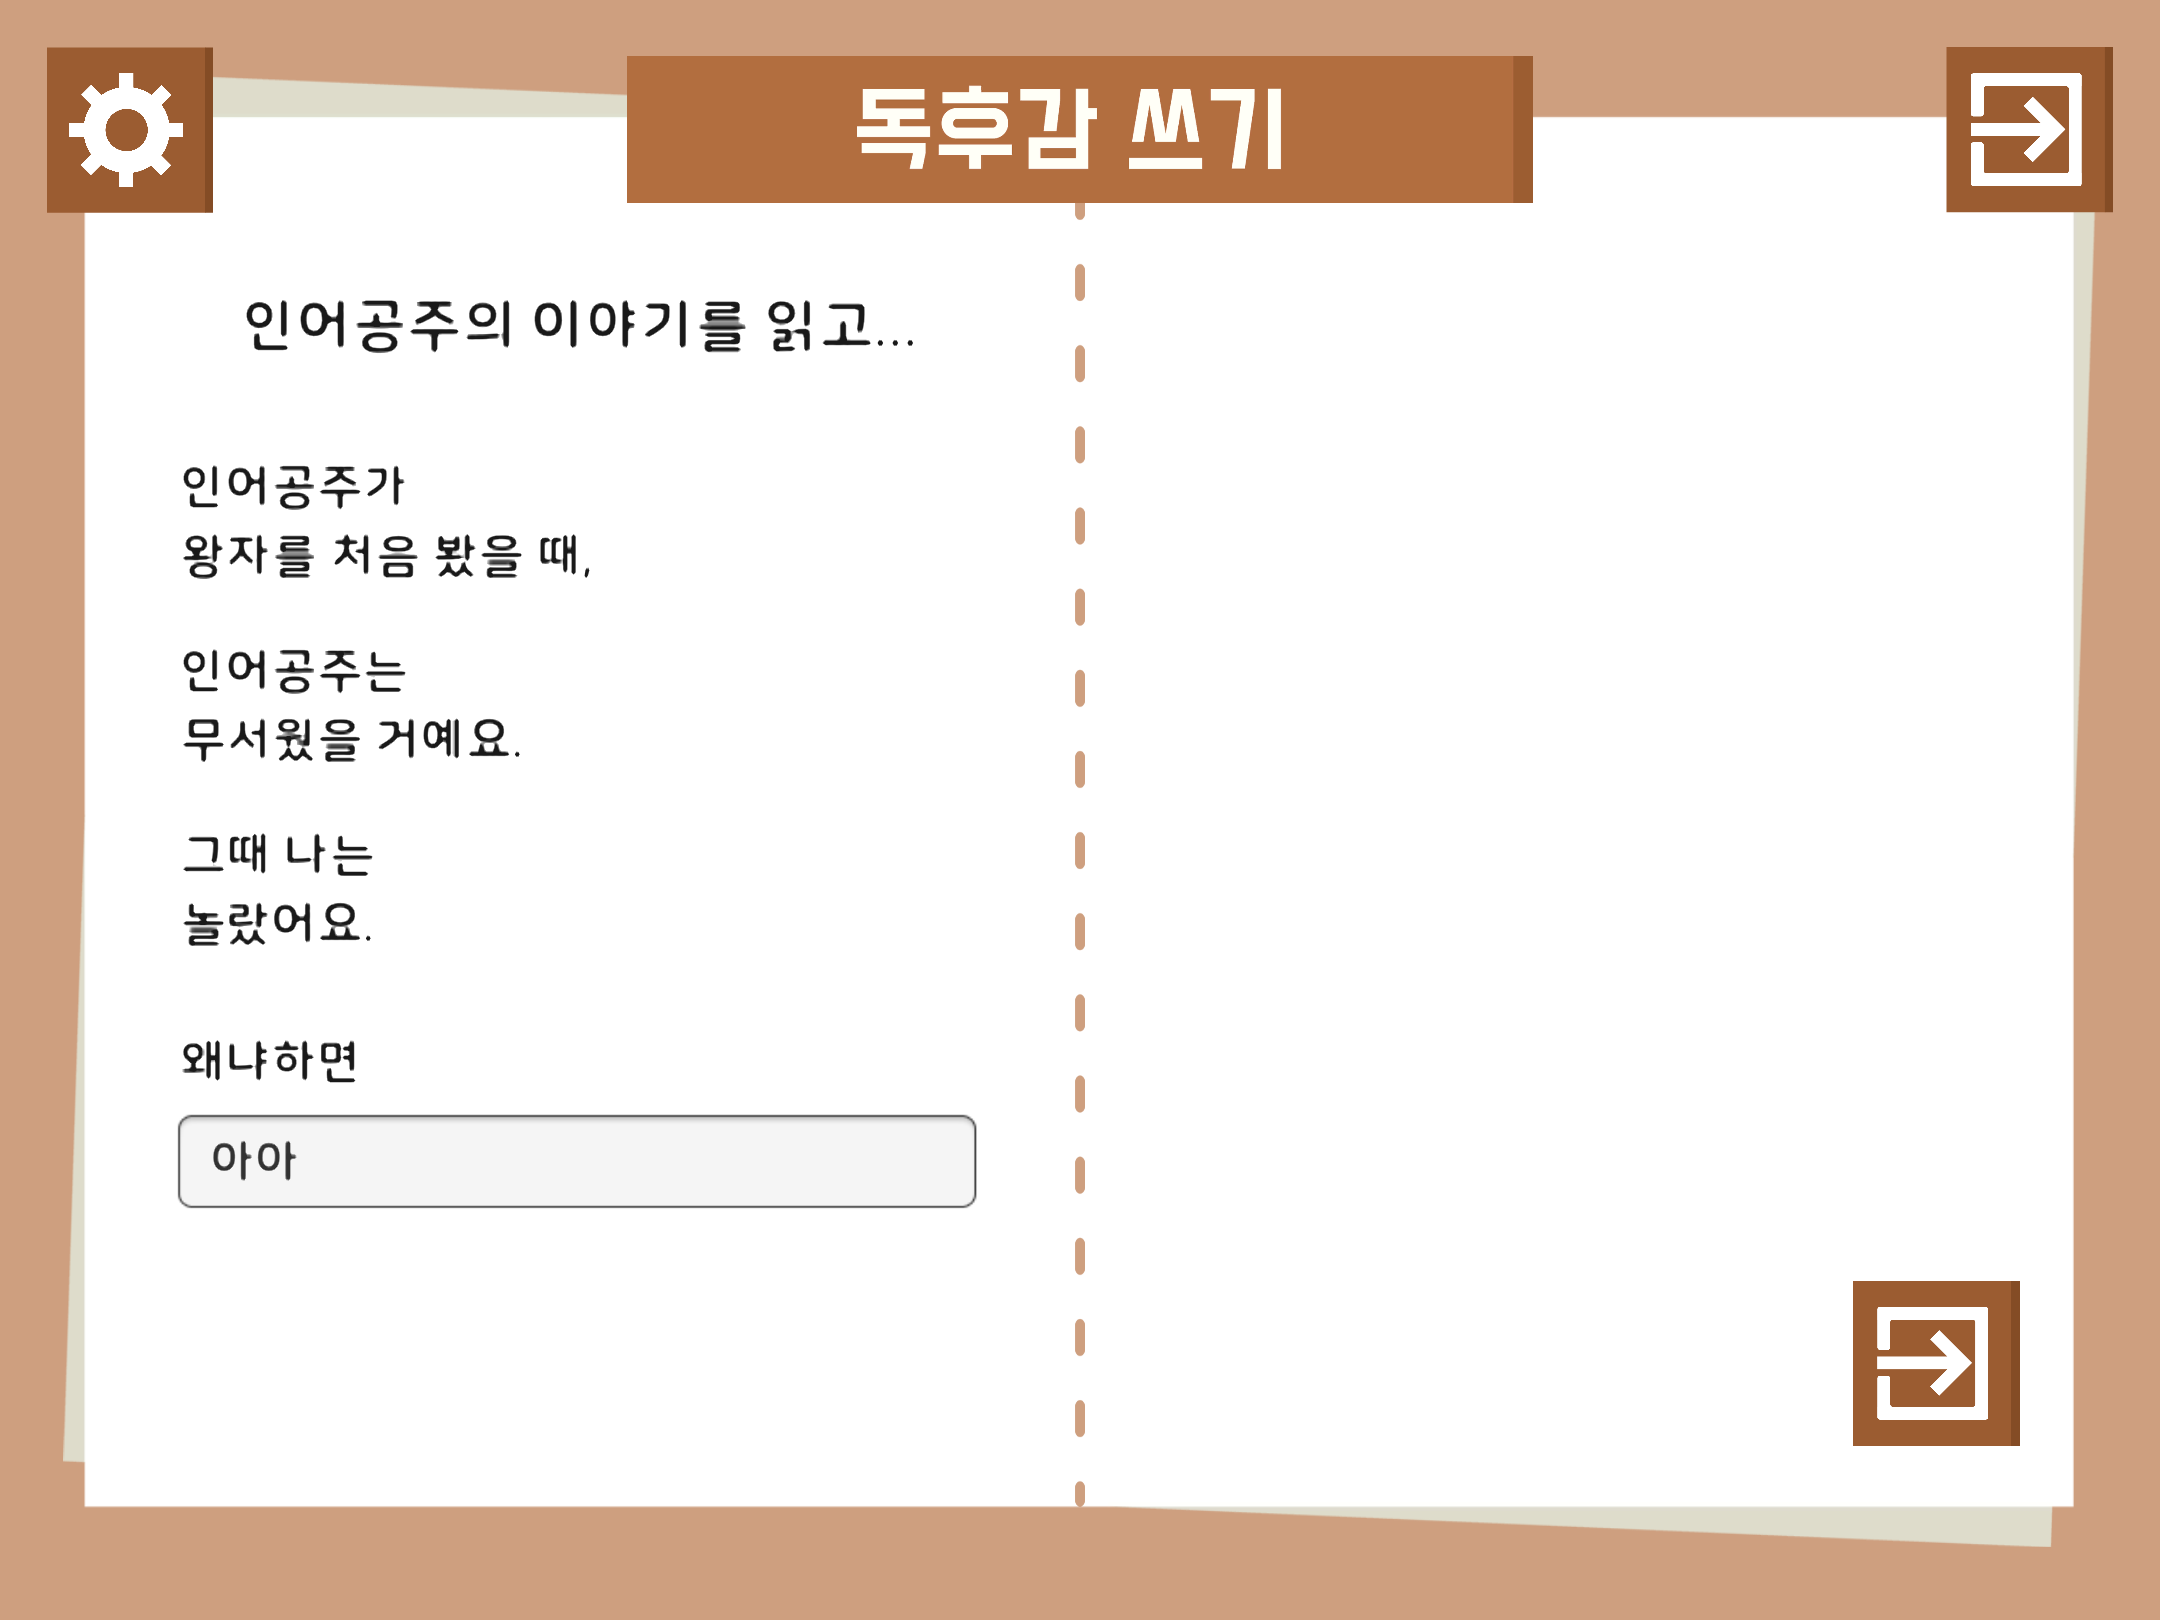 독후감 쓰기
인어공주의 이야기를 읽고...
인어공주가
왕자를 처음 봤을 때,
인어공주는
무서웠을 거예요.
그때 나는
놀랐어요.
왜냐하면
아아